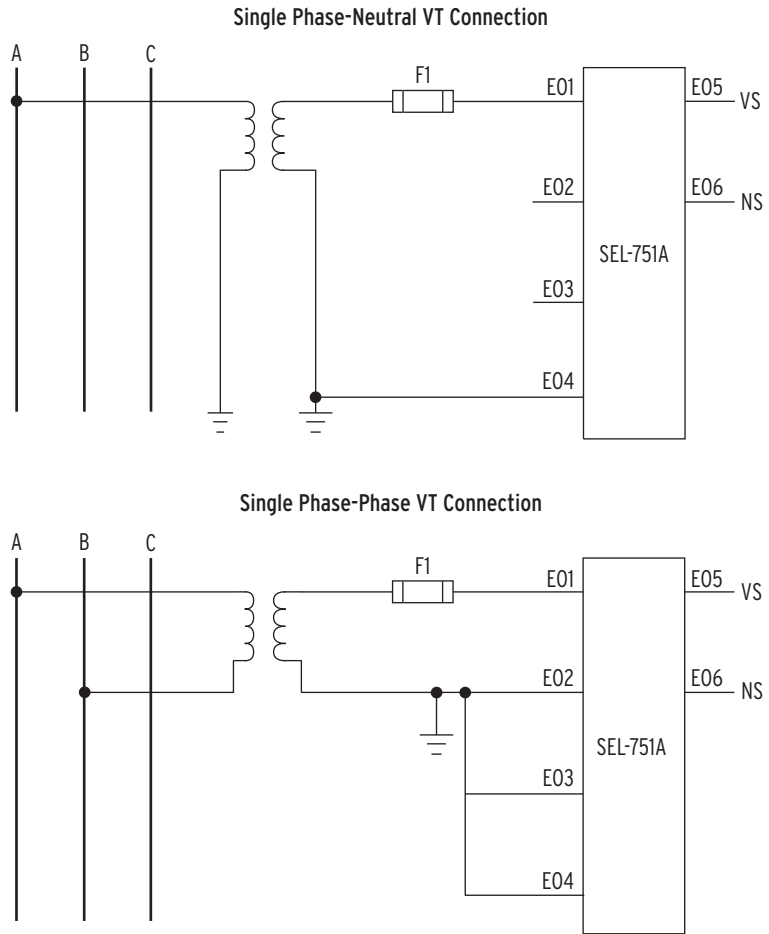 Single Phase-Neutral VT Connection
A B C
F1
E01
E05 VS
E02
E06 NS
SEL-751A
E03
E04
Single Phase-Phase VT Connection
A B C
F1
E01
E05 VS
E02
E06 NS
SEL-751A
E03
E04